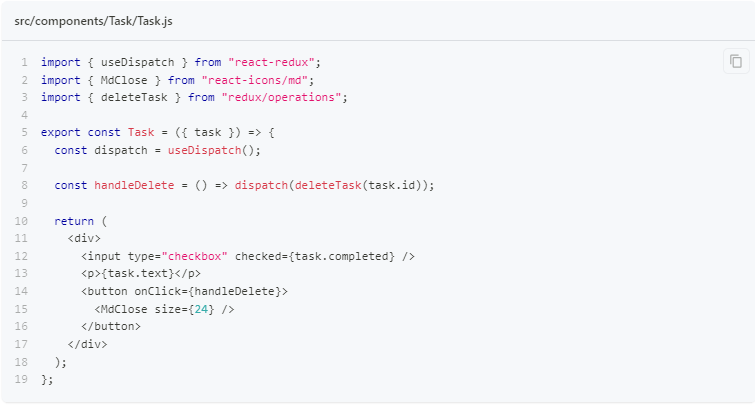 src/components/Task/Task.js
1 import { useDispatch } from "react-redux";
2 import { MdClose } from "react-icons/md";
3 import { deleteTask } from "redux/operations";
4
5 export const Task = ({ task }) => {
6   const dispatch = useDispatch();
7
8   const handleDelete = () => dispatch(deleteTask(task.id));
9
10   return (
11     <div>
12       <input type="checkbox" checked={task.completed} />
13       <p>{task.text}</p>
14       <button onClick={handleDelete}>
15         <MdClose size={24} />
16       </button>
17     </div>
18   );
19 };